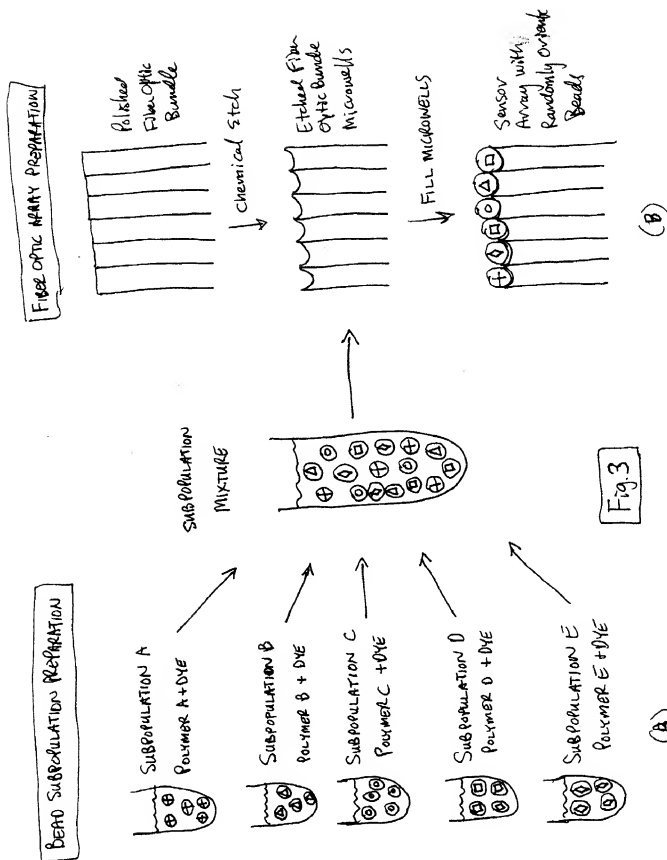 BEAD SUBPOPULATION PREPARATION
SUBPOPULATION A
POLYMER A + DYE
SUBPOPULATION B
POLYMER B + DYE
SUBPOPULATION C
POLYMER C + DYE
SUBPOPULATION D
POLYMER D + DYE
SUBPOPULATION E
POLYMER E + DYE
(A)
SUBPOPULATION
MIXTURE
Fig. 3
FIBER OPTIC ARRAY PREPARATION
Polished
Fiber Optic
Bundle
Chemical Etch
Etched Fiber
Optic Bundle
Microwells
FILL MICROWELLS
Sensor
Array with
Randomly
Beads
(B)